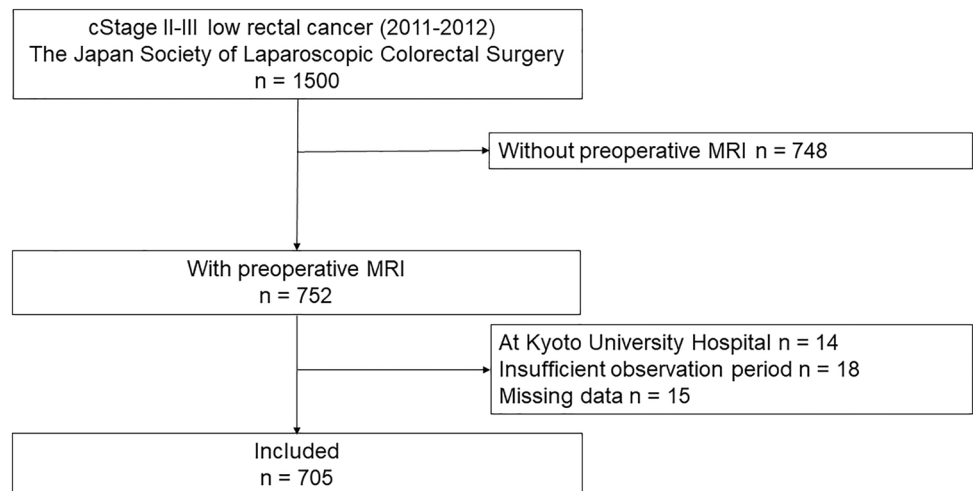 cStage II-III low rectal cancer (2011-2012)
The Japan Society of Laparoscopic Colorectal Surgery
n = 1500
Without preoperative MRI n = 748
With preoperative MRI
n = 752
At Kyoto University Hospital n = 14
Insufficient observation period n = 18
Missing data n = 15
Included
n = 705